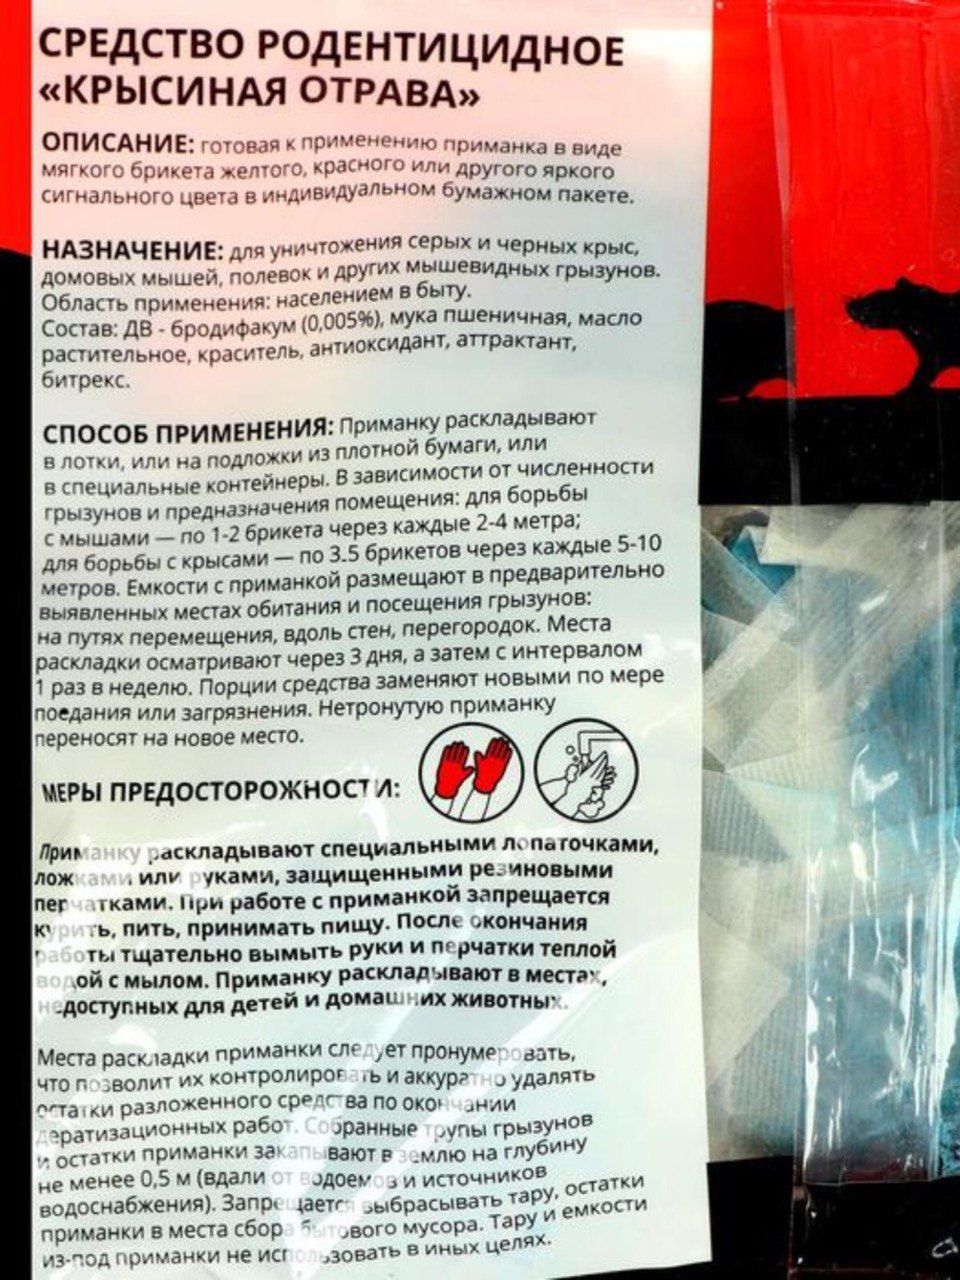 СРЕДСТВО РОДЕНТИЦИДНОЕ
«КРЫСИНАЯ ОТРАВА»
ОПИСАНИЕ: готовая к применению приманка в виде
мягкого брикета желтого, красного или другого яркого
сигнального цвета в индивидуальном бумажном пакете.
НАЗНАЧЕНИЕ: для уничтожения серых и черных крыс,
домовых мышей, полевок и других мышевидных грызунов.
Область применения: населением в быту.
Состав: ДВ - бродифакум (0,005%), мука пшеничная, масло
растительное, краситель, антиоксидант, аттрактант,
битрекс.
СПОСОБ ПРИМЕНЕНИЯ: Приманку раскладывают
в лотки, или на подложки из плотной бумаги, или
в специальные контейнеры. В зависимости от численности
грызунов и предназначения помещения: для борьбы
с мышами — по 1-2 брикета через каждые 2-4 метра;
для борьбы с крысами — по 3.5 брикетов через каждые 5-10
метров. Емкости с приманкой размещают в предварительно
выявленных местах обитания и посещения грызунов:
на путях перемещения, вдоль стен, перегородок. Места
раскладки осматривают через 3 дня, а затем с интервалом
1 раз в неделю. Порции средства заменяют новыми по мере
поедания или загрязнения. Нетронутую приманку
переносят на новое место.
МЕРЫ ПРЕДОСТОРОЖНОСТИ:
Приманку раскладывают специальными лопаточками,
ложками или руками, защищенными резиновыми
перчатками. При работе с приманкой запрещается
курить, пить, принимать пищу. После окончания
работы тщательно вымыть руки и перчатки теплой
водой с мылом. Приманку раскладывают в местах,
недоступных для детей и домашних животных.
Места раскладки приманки следует пронумеровать,
что позволит их контролировать и аккуратно удалять
остатки разложенного средства по окончании
дератизационных работ. Собранные трупы грызунов
и остатки приманки закапывают в землю на глубину
не менее 0,5 м (вдали от водоемов и источников
водоснабжения). Запрещается выбрасывать тару, остатки
приманки в места сбора бытового мусора. Тару и емкости
из-под приманки не использовать в иных целях.